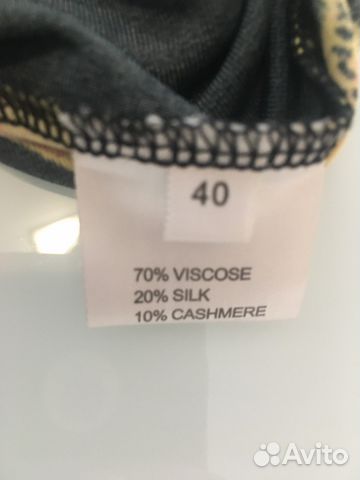 40
70% VISCOSE
20% SILK
10% CASHMERE
Avito